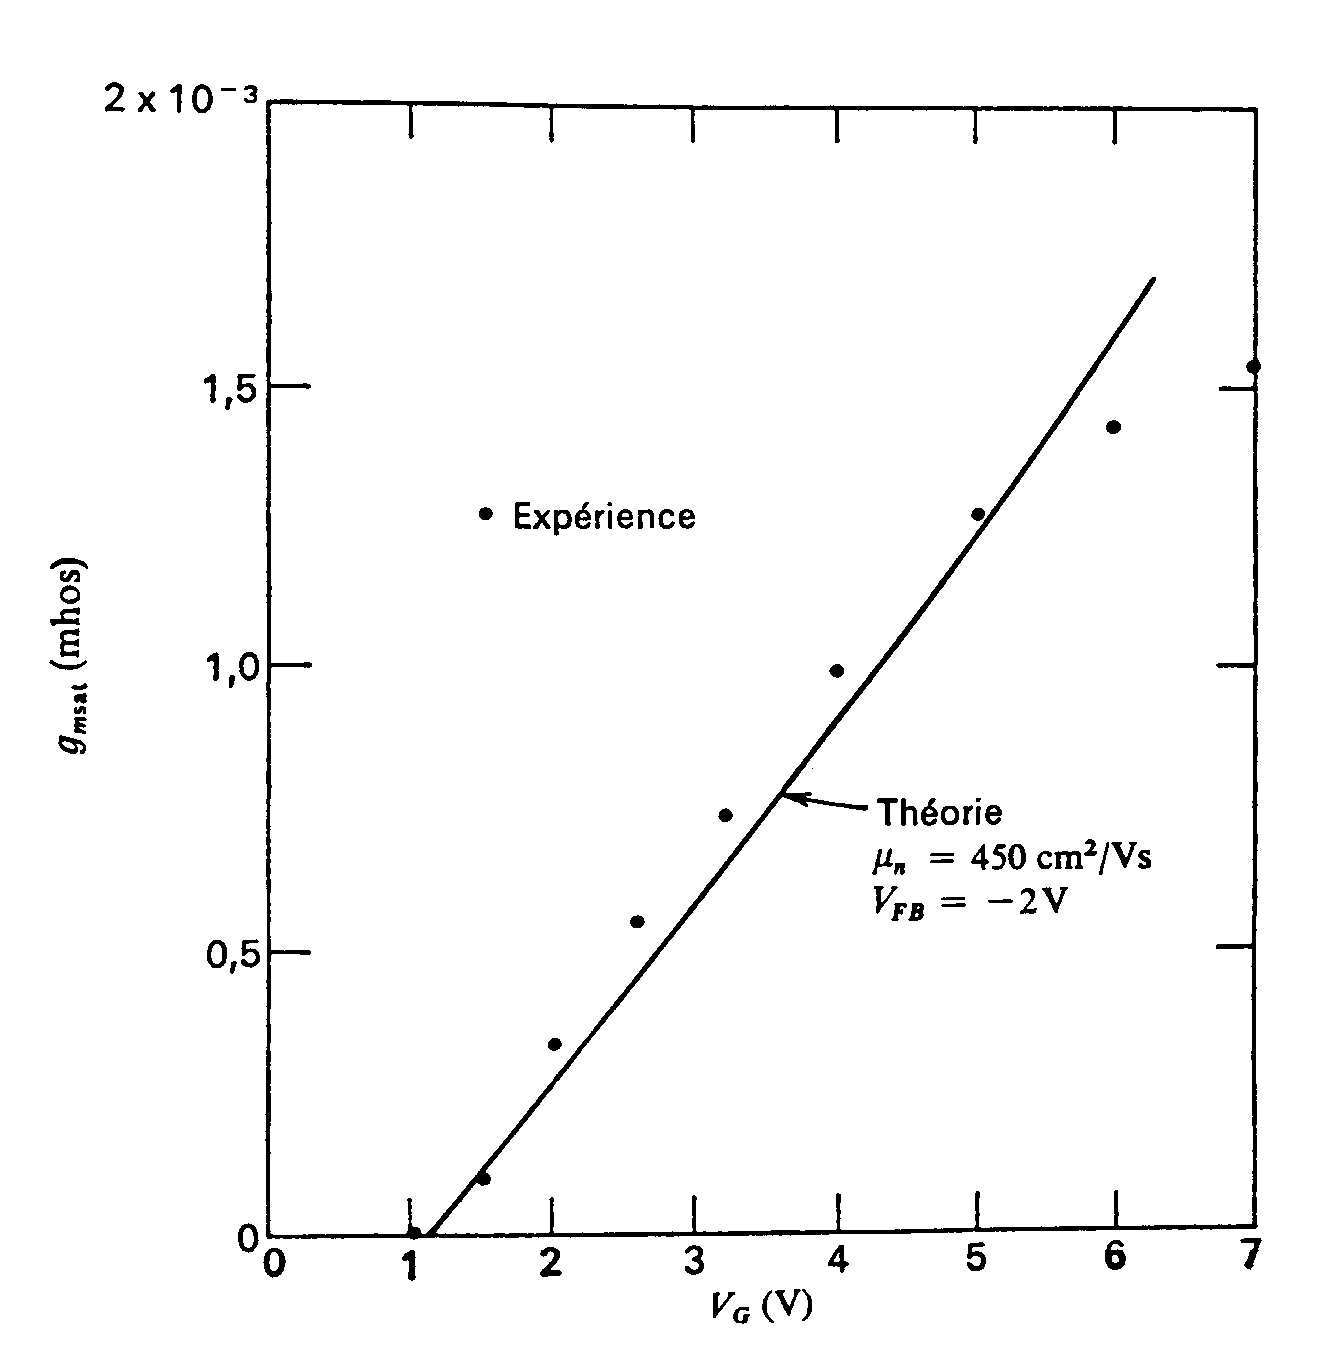 2 x 10⁻³
1,5
1,0
0,5
0
g_msat (mhos)
• Expérience
Théorie
μₙ = 450 cm²/Vs
V_FB = −2V
0 1 2 3 4 5 6 7
V_G (V)